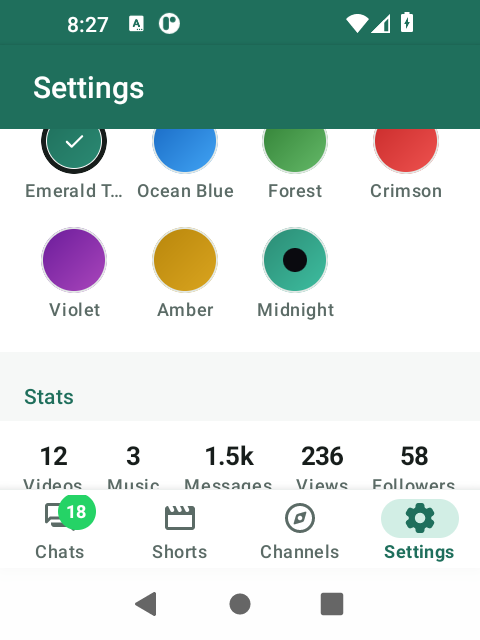 8:27
Settings
Emerald T...
Ocean Blue
Forest
Crimson
Violet
Amber
Midnight
Stats
12
3
1.5k
236
58
Videos
Music
Messages
Views
Followers
18
Chats
Shorts
Channels
Settings